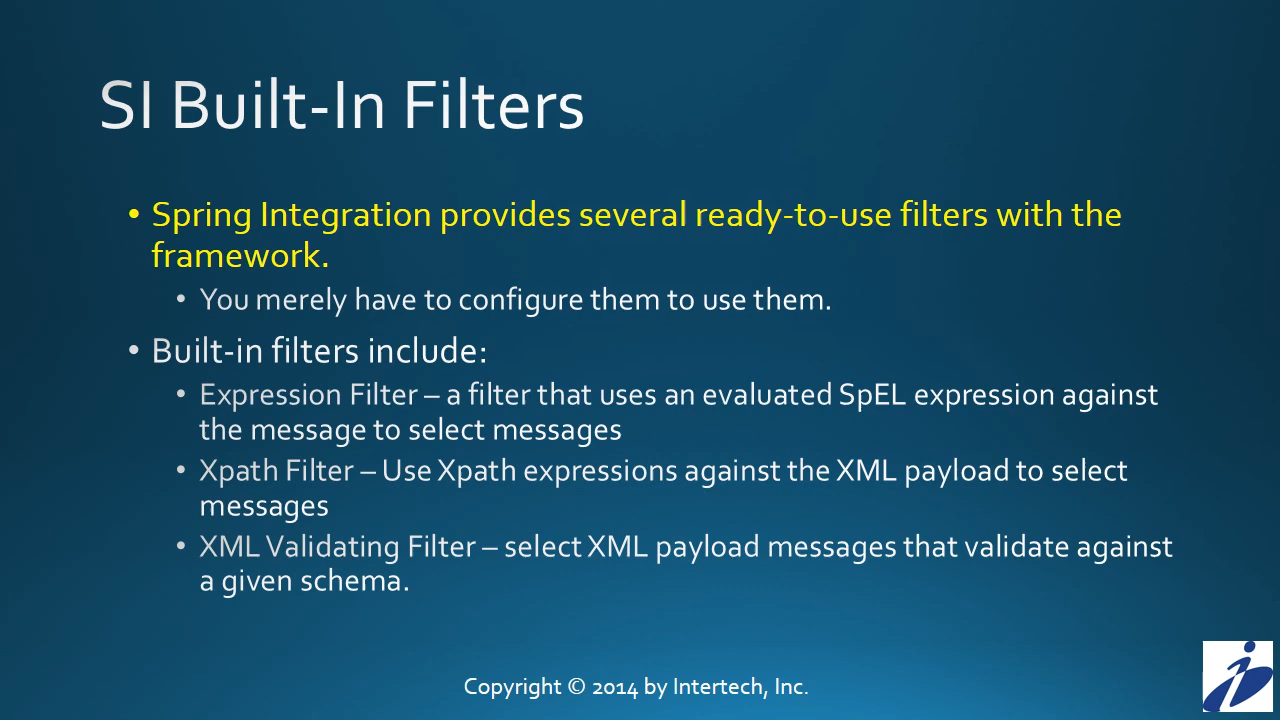 SI Built-In Filters
• Spring Integration provides several ready-to-use filters with the
framework.
• You merely have to configure them to use them.
• Built-in filters include:
• Expression Filter – a filter that uses an evaluated SpEL expression against
the message to select messages
• Xpath Filter – Use Xpath expressions against the XML payload to select
messages
• XML Validating Filter – select XML payload messages that validate against
a given schema.
Copyright © 2014 by Intertech, Inc.